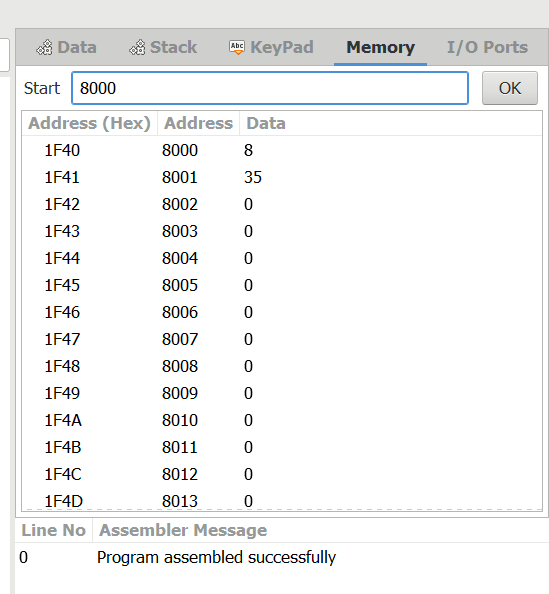 Data Stack Abc KeyPad Memory I/O Ports
Start 8000 OK
Address (Hex) Address Data
1F40 8000 8
1F41 8001 35
1F42 8002 0
1F43 8003 0
1F44 8004 0
1F45 8005 0
1F46 8006 0
1F47 8007 0
1F48 8008 0
1F49 8009 0
1F4A 8010 0
1F4B 8011 0
1F4C 8012 0
1F4D 8013 0
Line No Assembler Message
0 Program assembled successfully